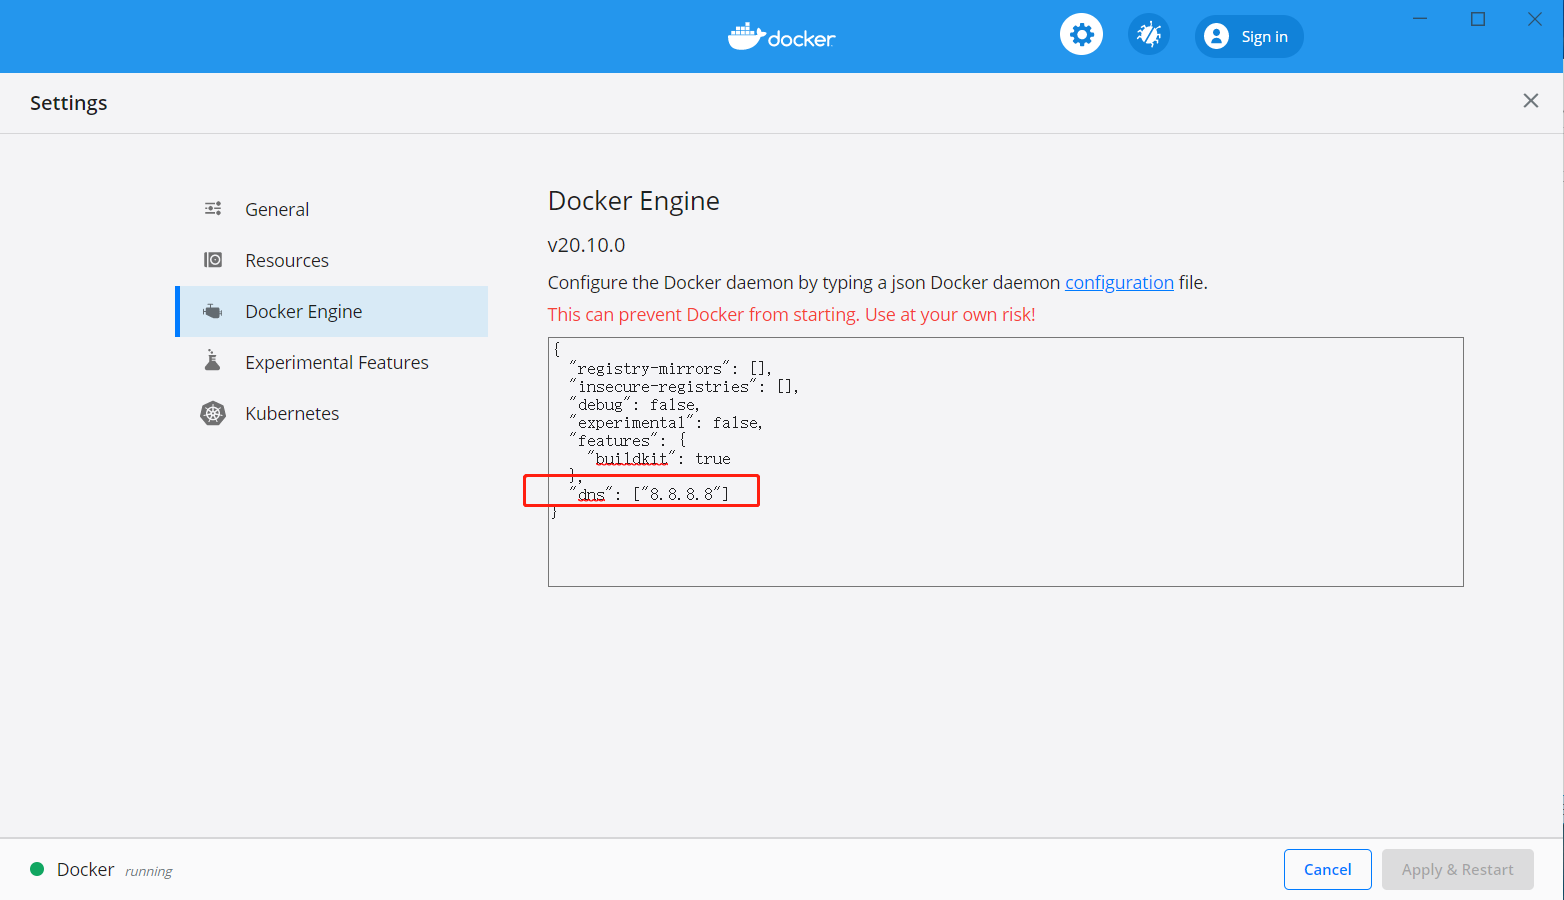 docker
Sign in
Settings
General
Resources
Docker Engine
Experimental Features
Kubernetes
Docker Engine
v20.10.0
Configure the Docker daemon by typing a json Docker daemon configuration file.
This can prevent Docker from starting. Use at your own risk!
{
"registry-mirrors": [],
"insecure-registries": [],
"debug": false,
"experimental": false,
"features": {
"buildkit": true
},
"dns": ["8.8.8.8"]
}
Docker running
Cancel
Apply & Restart